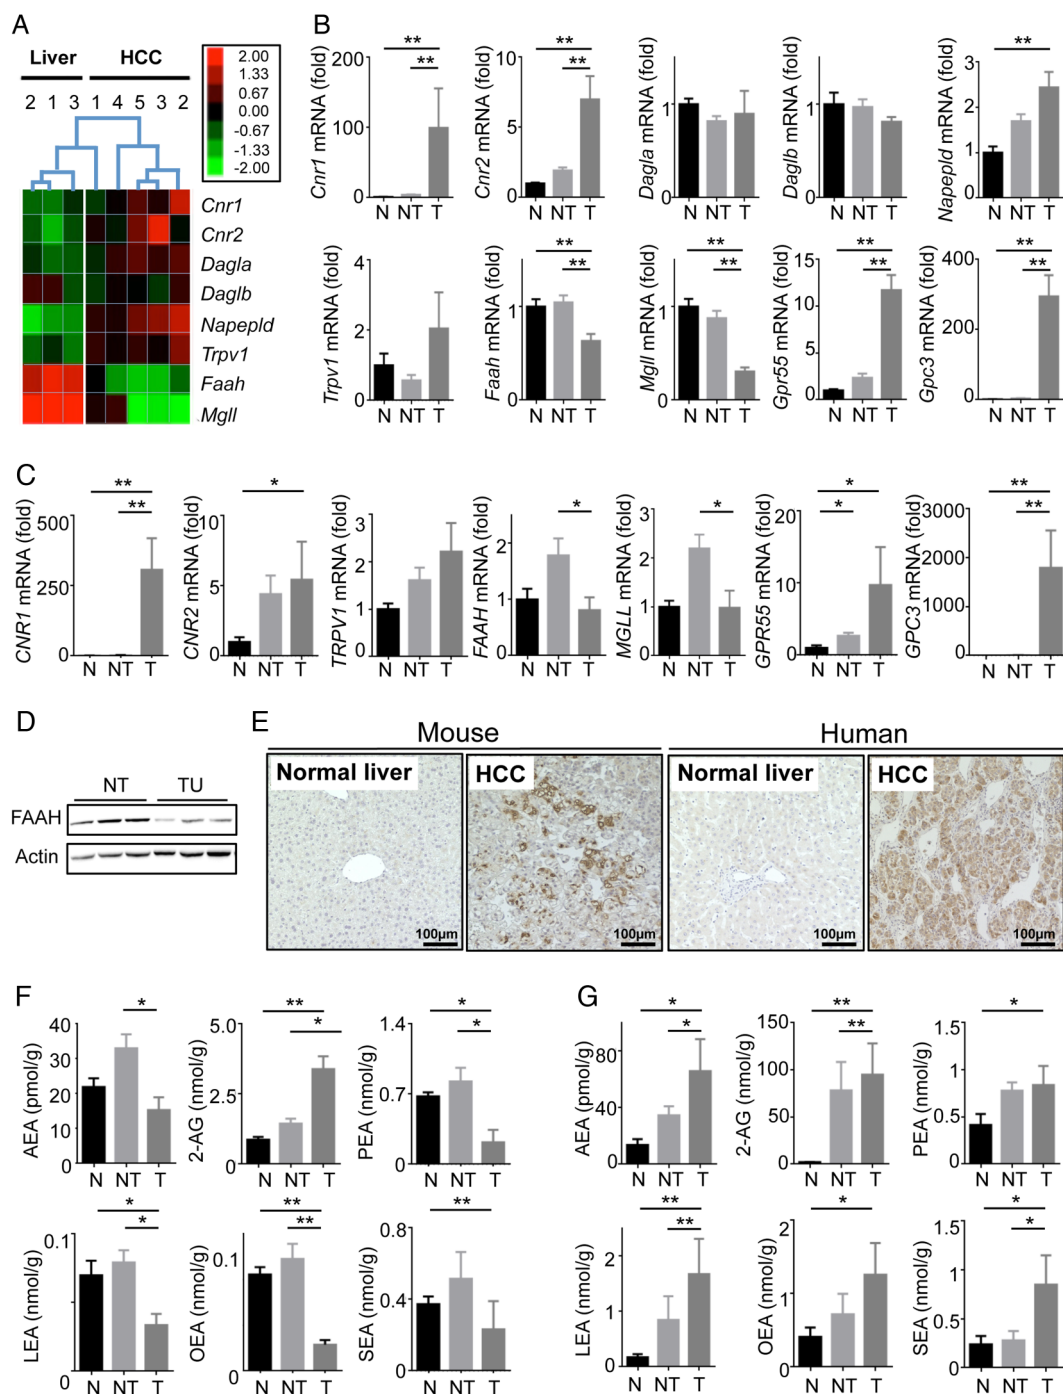 A
Liver HCC
2 1 3 1 4 5 3 2
2.00
1.33
0.67
0.00
-0.67
-1.33
-2.00
Cnr1
Cnr2
Dagla
Daglb
Napepld
Trpv1
Faah
Mgll
B
Cnr1 mRNA (fold)
200
100
0
** **
N NT T
Cnr2 mRNA (fold)
10
5
0
** **
N NT T
Dagla mRNA (fold)
1
N NT T
Daglb mRNA (fold)
1
N NT T
Napepld mRNA (fold)
3
2
1
0
**
N NT T
Trpv1 mRNA (fold)
4
2
0
N NT T
Faah mRNA (fold)
1
0
** **
N NT T
Mgll mRNA (fold)
1
0
** **
N NT T
Gpr55 mRNA (fold)
15
10
5
0
** **
N NT T
Gpc3 mRNA (fold)
400
200
0
** **
N NT T
C
CNR1 mRNA (fold)
500
250
0
** **
N NT T
CNR2 mRNA (fold)
10
5
0
*
N NT T
TRPV1 mRNA (fold)
3
2
1
0
N NT T
FAAH mRNA (fold)
2
1
0
*
N NT T
MGLL mRNA (fold)
3
2
1
0
*
N NT T
GPR55 mRNA (fold)
20
10
0
* *
N NT T
GPC3 mRNA (fold)
3000
2000
1000
0
** **
N NT T
D
NT TU
FAAH
Actin
E
Mouse Human
Normal liver
100µm
HCC
100µm
Normal liver
100µm
HCC
100µm
F
AEA (pmol/g)
40
30
20
10
0
*
N NT T
2-AG (nmol/g)
5.0
2.5
0
** *
N NT T
PEA (nmol/g)
1.4
0.7
0
* *
N NT T
LEA (nmol/g)
0.1
0
* *
N NT T
OEA (nmol/g)
0.1
0
** **
N NT T
SEA (nmol/g)
0.8
0.4
0
**
N NT T
G
AEA (pmol/g)
80
40
0
* *
N NT T
2-AG (nmol/g)
150
100
50
0
** **
N NT T
PEA (nmol/g)
1.5
1
0.5
0
*
N NT T
LEA (nmol/g)
2
1
0
** **
N NT T
OEA (nmol/g)
2
1
0
*
N NT T
SEA (nmol/g)
1.5
1
0.5
0
* *
N NT T